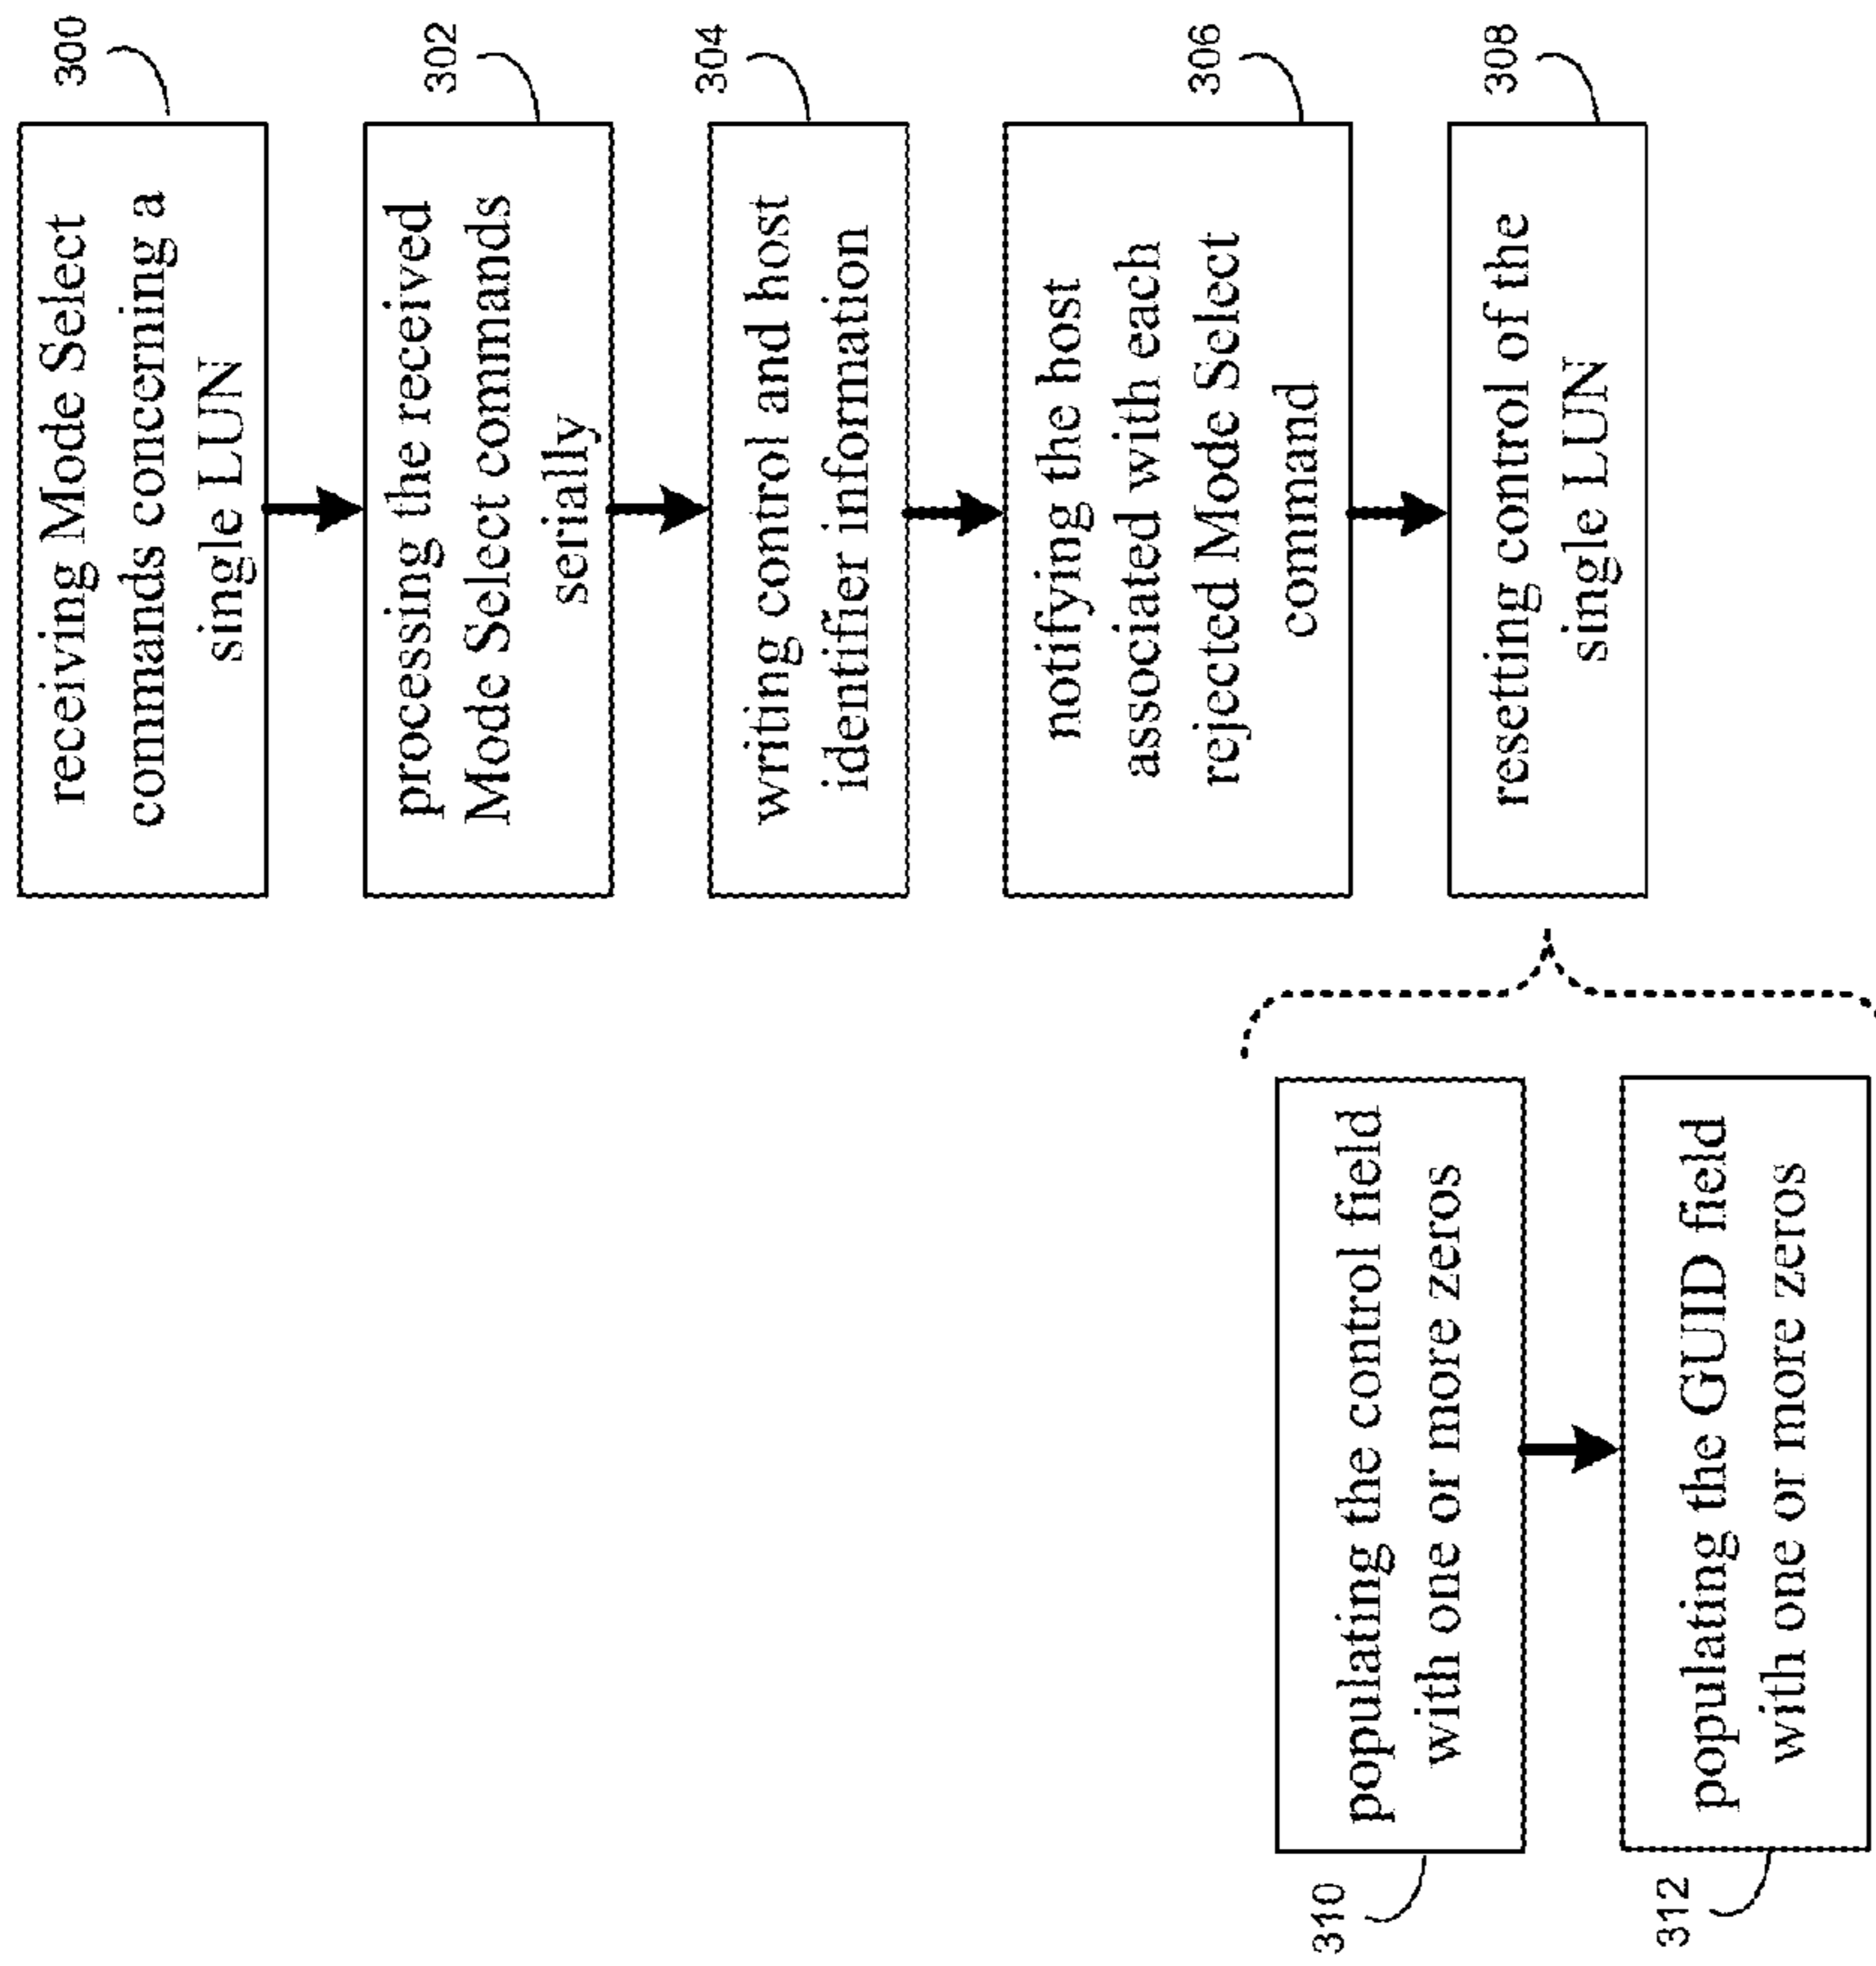 300
receiving Mode Select
commands concerning a
single LUN
302
processing the received
Mode Select commands
serially
304
writing control and host
identifier information
306
notifying the host
associated with each
rejected Mode Select
command
308
resetting control of the
single LUN
310
populating the control field
with one or more zeros
312
populating the GUID field
with one or more zeros